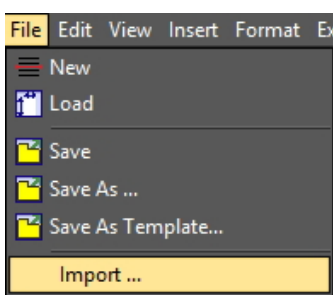 File Edit View Insert Format Ex
New
Load
Save
Save As ...
Save As Template...
Import ...